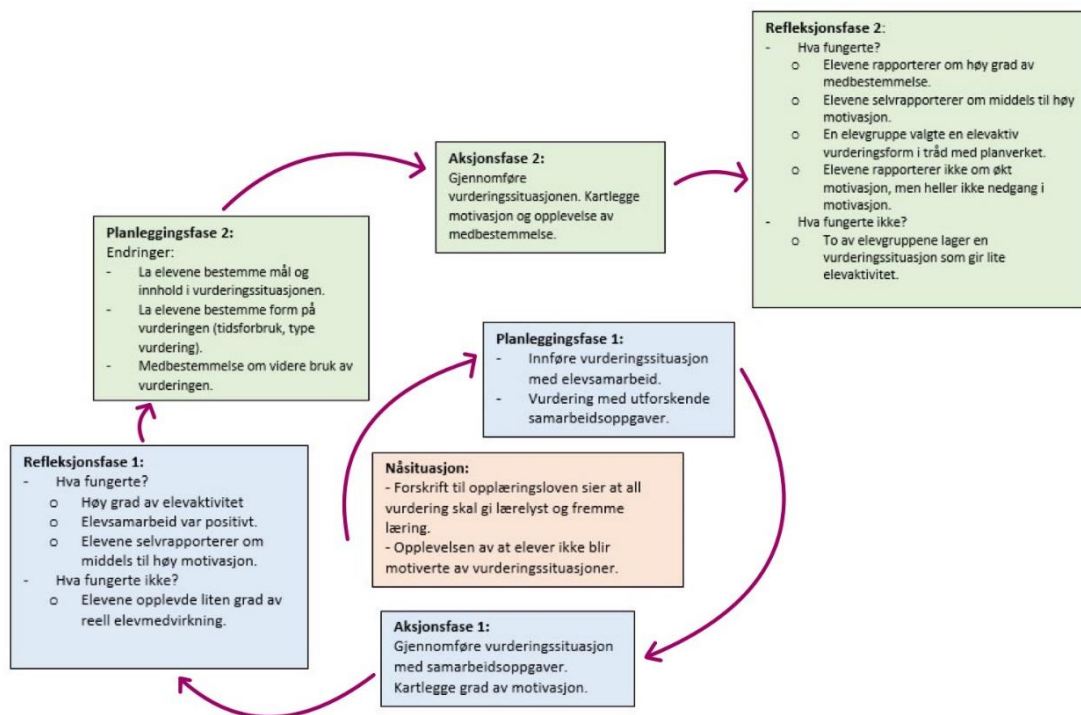 Refleksjonsfase 2:
- Hva fungerte?
o Elevene rapporterer om høy grad av
medbestemmelse.
o Elevene selvrapporterer om middels til høy
motivasjon.
o En elevgruppe valgte en elevaktiv
vurderingsform i tråd med planverket.
o Elevene rapporterer ikke om økt
motivasjon, men heller ikke nedgang i
motivasjon.
- Hva fungerte ikke?
o To av elevgruppene lager en
vurderingssituasjon som gir lite
elevaktivitet.
Aksjonsfase 2:
Gjennomføre
vurderingssituasjonen. Kartlegge
motivasjon og opplevelse av
medbestemmelse.
Planleggingsfase 2:
Endringer:
- La elevene bestemme mål og
innhold i vurderingssituasjonen.
- La elevene bestemme form på
vurderingen (tidsforbruk, type
vurdering).
- Medbestemmelse om videre bruk av
vurderingen.
Planleggingsfase 1:
- Innføre vurderingssituasjon
med elevsamarbeid.
- Vurdering med utforskende
samarbeidsoppgaver.
Refleksjonsfase 1:
- Hva fungerte?
o Høy grad av elevaktivitet
o Elevsamarbeid var positivt.
o Elevene selvrapporterer om
middels til høy motivasjon.
- Hva fungerte ikke?
o Elevene opplevde liten grad av
reell elevmedvirkning.
Nåsituasjon:
- Forskrift til opplæringsloven sier at all
vurdering skal gi lærelyst og fremme
læring.
- Opplevelsen av at elever ikke blir
motiverte av vurderingssituasjoner.
Aksjonsfase 1:
Gjennomføre vurderingssituasjon
med samarbeidsoppgaver.
Kartlegge grad av motivasjon.